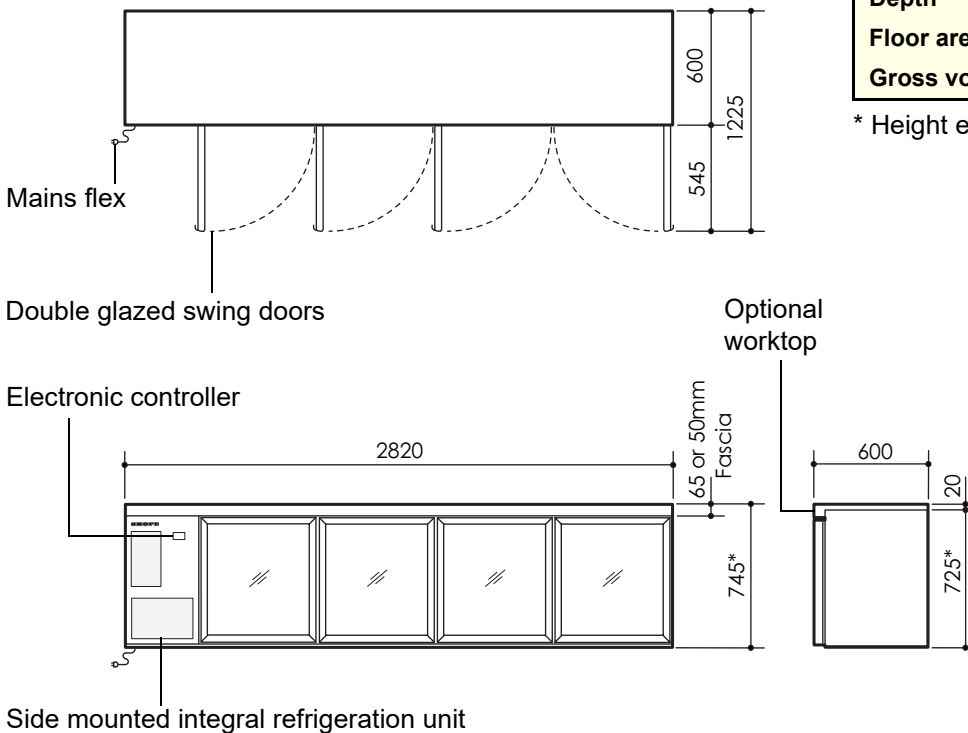 Depth
Floor are
Gross vo
* Height e
600
1225
545
Mains flex
Double glazed swing doors
Optional
worktop
Electronic controller
2820
65 or 50mm
Fascia
600
20
SKOPE
745*
725*
Side mounted integral refrigeration unit